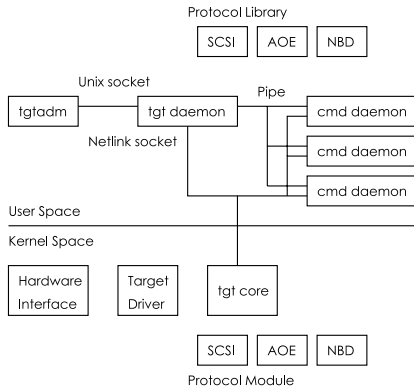 Protocol Library
SCSI AOE NBD
Unix socket
Pipe
tgtadm tgt daemon cmd daemon
Netlink socket
cmd daemon
cmd daemon
User Space
Kernel Space
Hardware Interface
Target Driver
tgt core
SCSI AOE NBD
Protocol Module